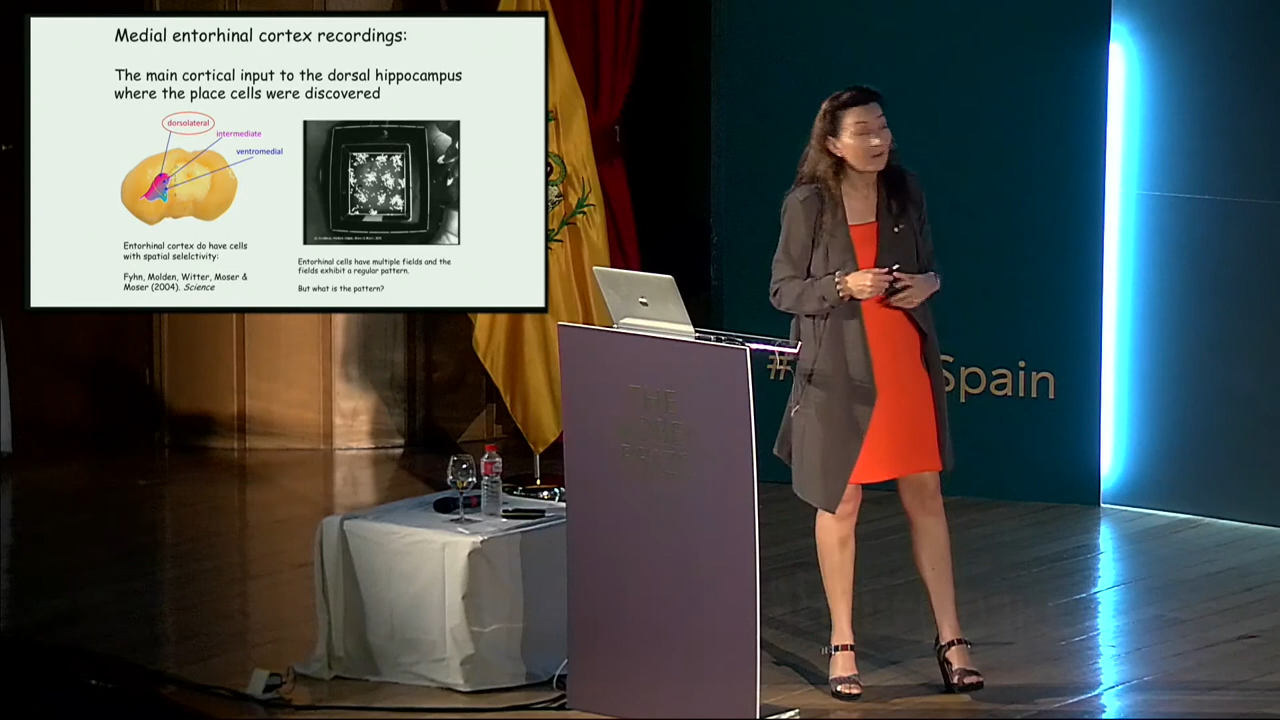 Medial entorhinal cortex recordings:
The main cortical input to the dorsal hippocampus
where the place cells were discovered
dorsolateral
intermediate
ventromedial
Entorhinal cortex do have cells
with spatial selelctivity:
Fyhn, Molden, Witter, Moser &
Moser (2004). Science
Entorhinal cells have multiple fields and the
fields exhibit a regular pattern.
But what is the pattern?
THE
#
Spain